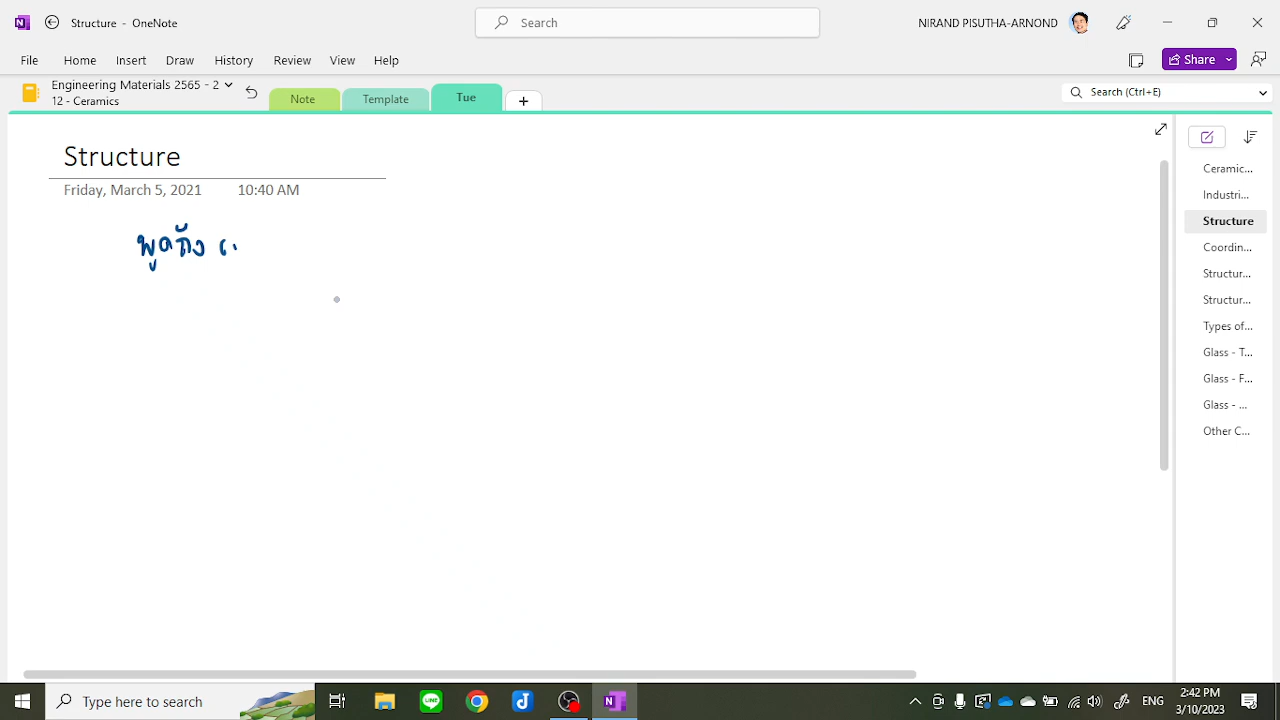 Structure - OneNote
Search
NIRAND PISUTHA-ARNOND
File Home Insert Draw History Review View Help
Share
Engineering Materials 2565 - 2
12 - Ceramics
Note
Template
Tue
+
Search (Ctrl+E)
Structure
Friday, March 5, 2021 10:40 AM
พูดถึง
Ceramic...
Industri...
Structure
Coordin...
Structur...
Structur...
Types of...
Glass - T...
Glass - F...
Glass - ...
Other C...
Type here to search
LINE
ENG
2:42 PM
3/10/2023